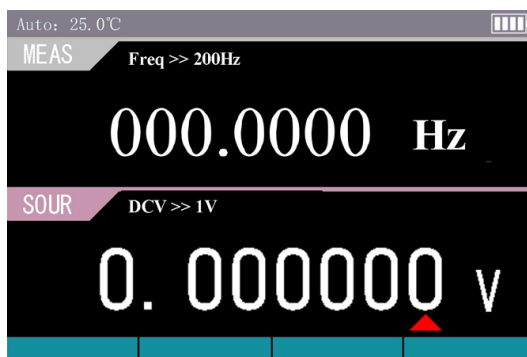 Auto: 25.0℃
MEAS Freq >> 200Hz
000.0000 Hz
SOUR DCV >> 1V
0.000000 V